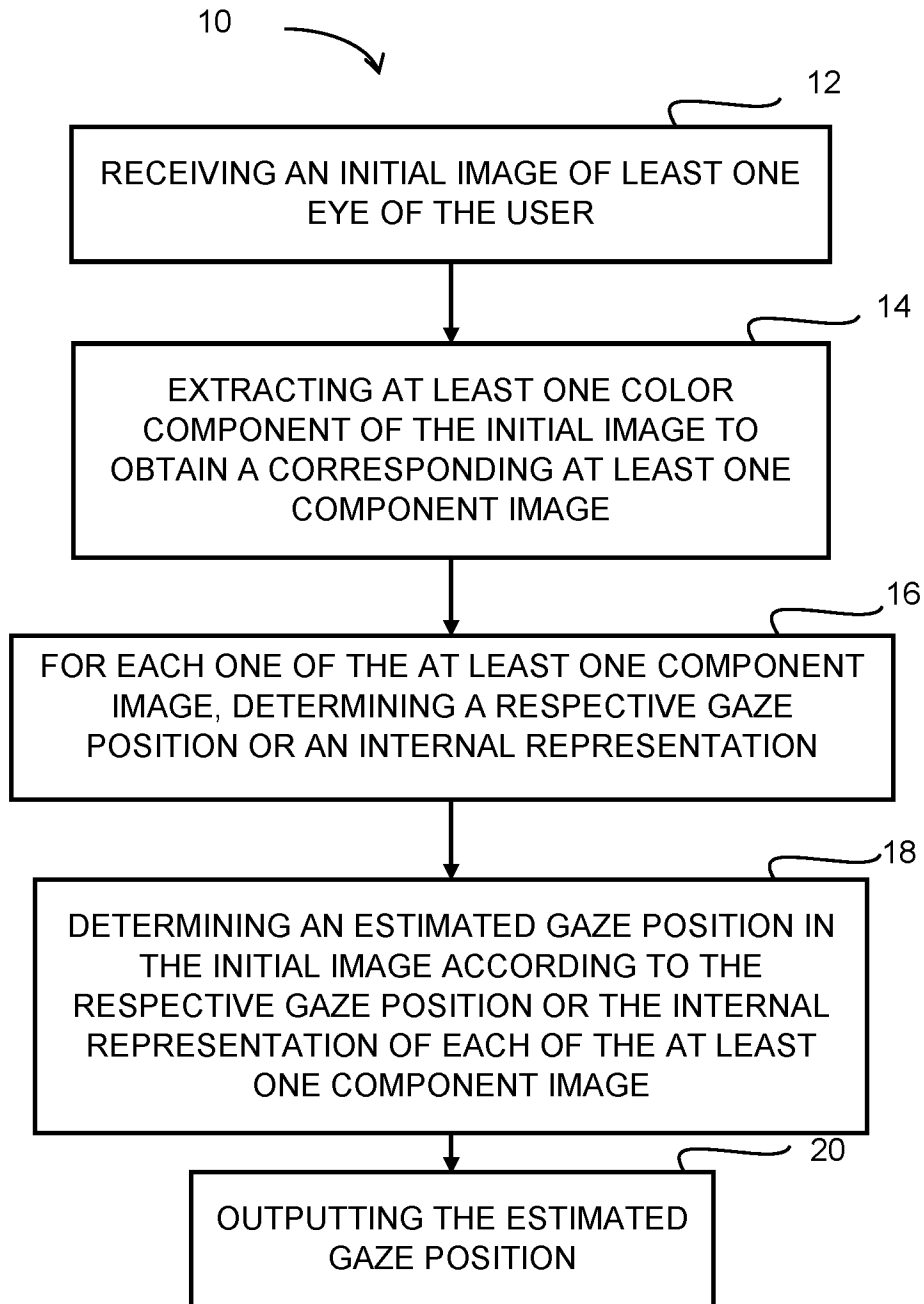 10
12
RECEIVING AN INITIAL IMAGE OF LEAST ONE
EYE OF THE USER
14
EXTRACTING AT LEAST ONE COLOR
COMPONENT OF THE INITIAL IMAGE TO
OBTAIN A CORRESPONDING AT LEAST ONE
COMPONENT IMAGE
16
FOR EACH ONE OF THE AT LEAST ONE COMPONENT
IMAGE, DETERMINING A RESPECTIVE GAZE
POSITION OR AN INTERNAL REPRESENTATION
18
DETERMINING AN ESTIMATED GAZE POSITION IN
THE INITIAL IMAGE ACCORDING TO THE
RESPECTIVE GAZE POSITION OR THE INTERNAL
REPRESENTATION OF EACH OF THE AT LEAST
ONE COMPONENT IMAGE
20
OUTPUTTING THE ESTIMATED
GAZE POSITION